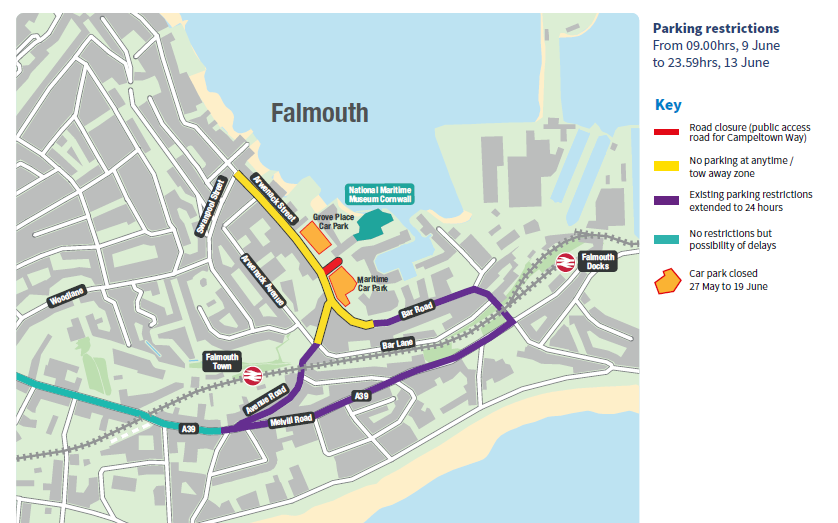 Parking restrictions
From 09.00hrs, 9 June
to 23.59hrs, 13 June
Key
Road closure (public access
road for Campeltown Way)
No parking at anytime /
tow away zone
Existing parking restrictions
extended to 24 hours
No restrictions but
possibility of delays
Car park closed
27 May to 19 June
Falmouth
Swanpool Street
Arwenack Street
National Maritime
Museum Cornwall
Grove Place
Car Park
Maritime
Car Park
Arwenack Avenue
Woodlane
Falmouth
Docks
Bar Road
Bar Lane
Falmouth
Town
Avenue Road
A39
Melvill Road
A39